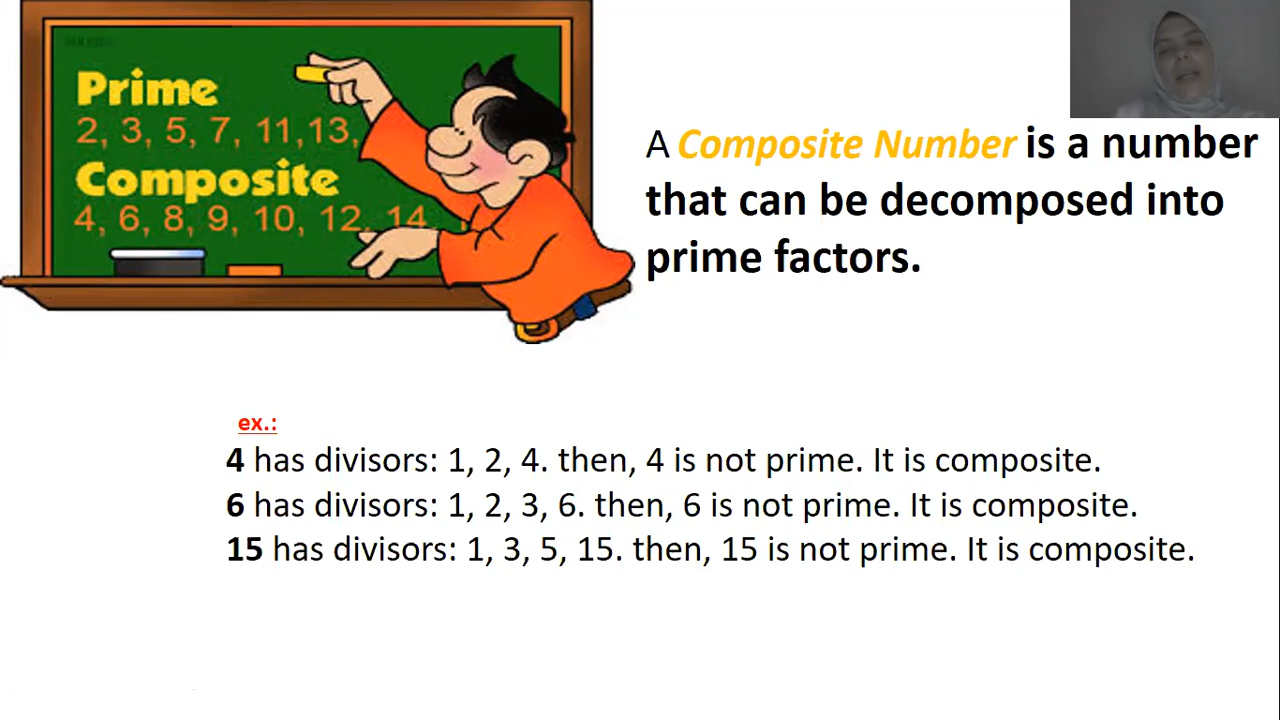 Prime
2, 3, 5, 7, 11,13,
Composite
4, 6, 8, 9, 10, 12, 14
A Composite Number is a number
that can be decomposed into
prime factors.
ex.:
4 has divisors: 1, 2, 4. then, 4 is not prime. It is composite.
6 has divisors: 1, 2, 3, 6. then, 6 is not prime. It is composite.
15 has divisors: 1, 3, 5, 15. then, 15 is not prime. It is composite.